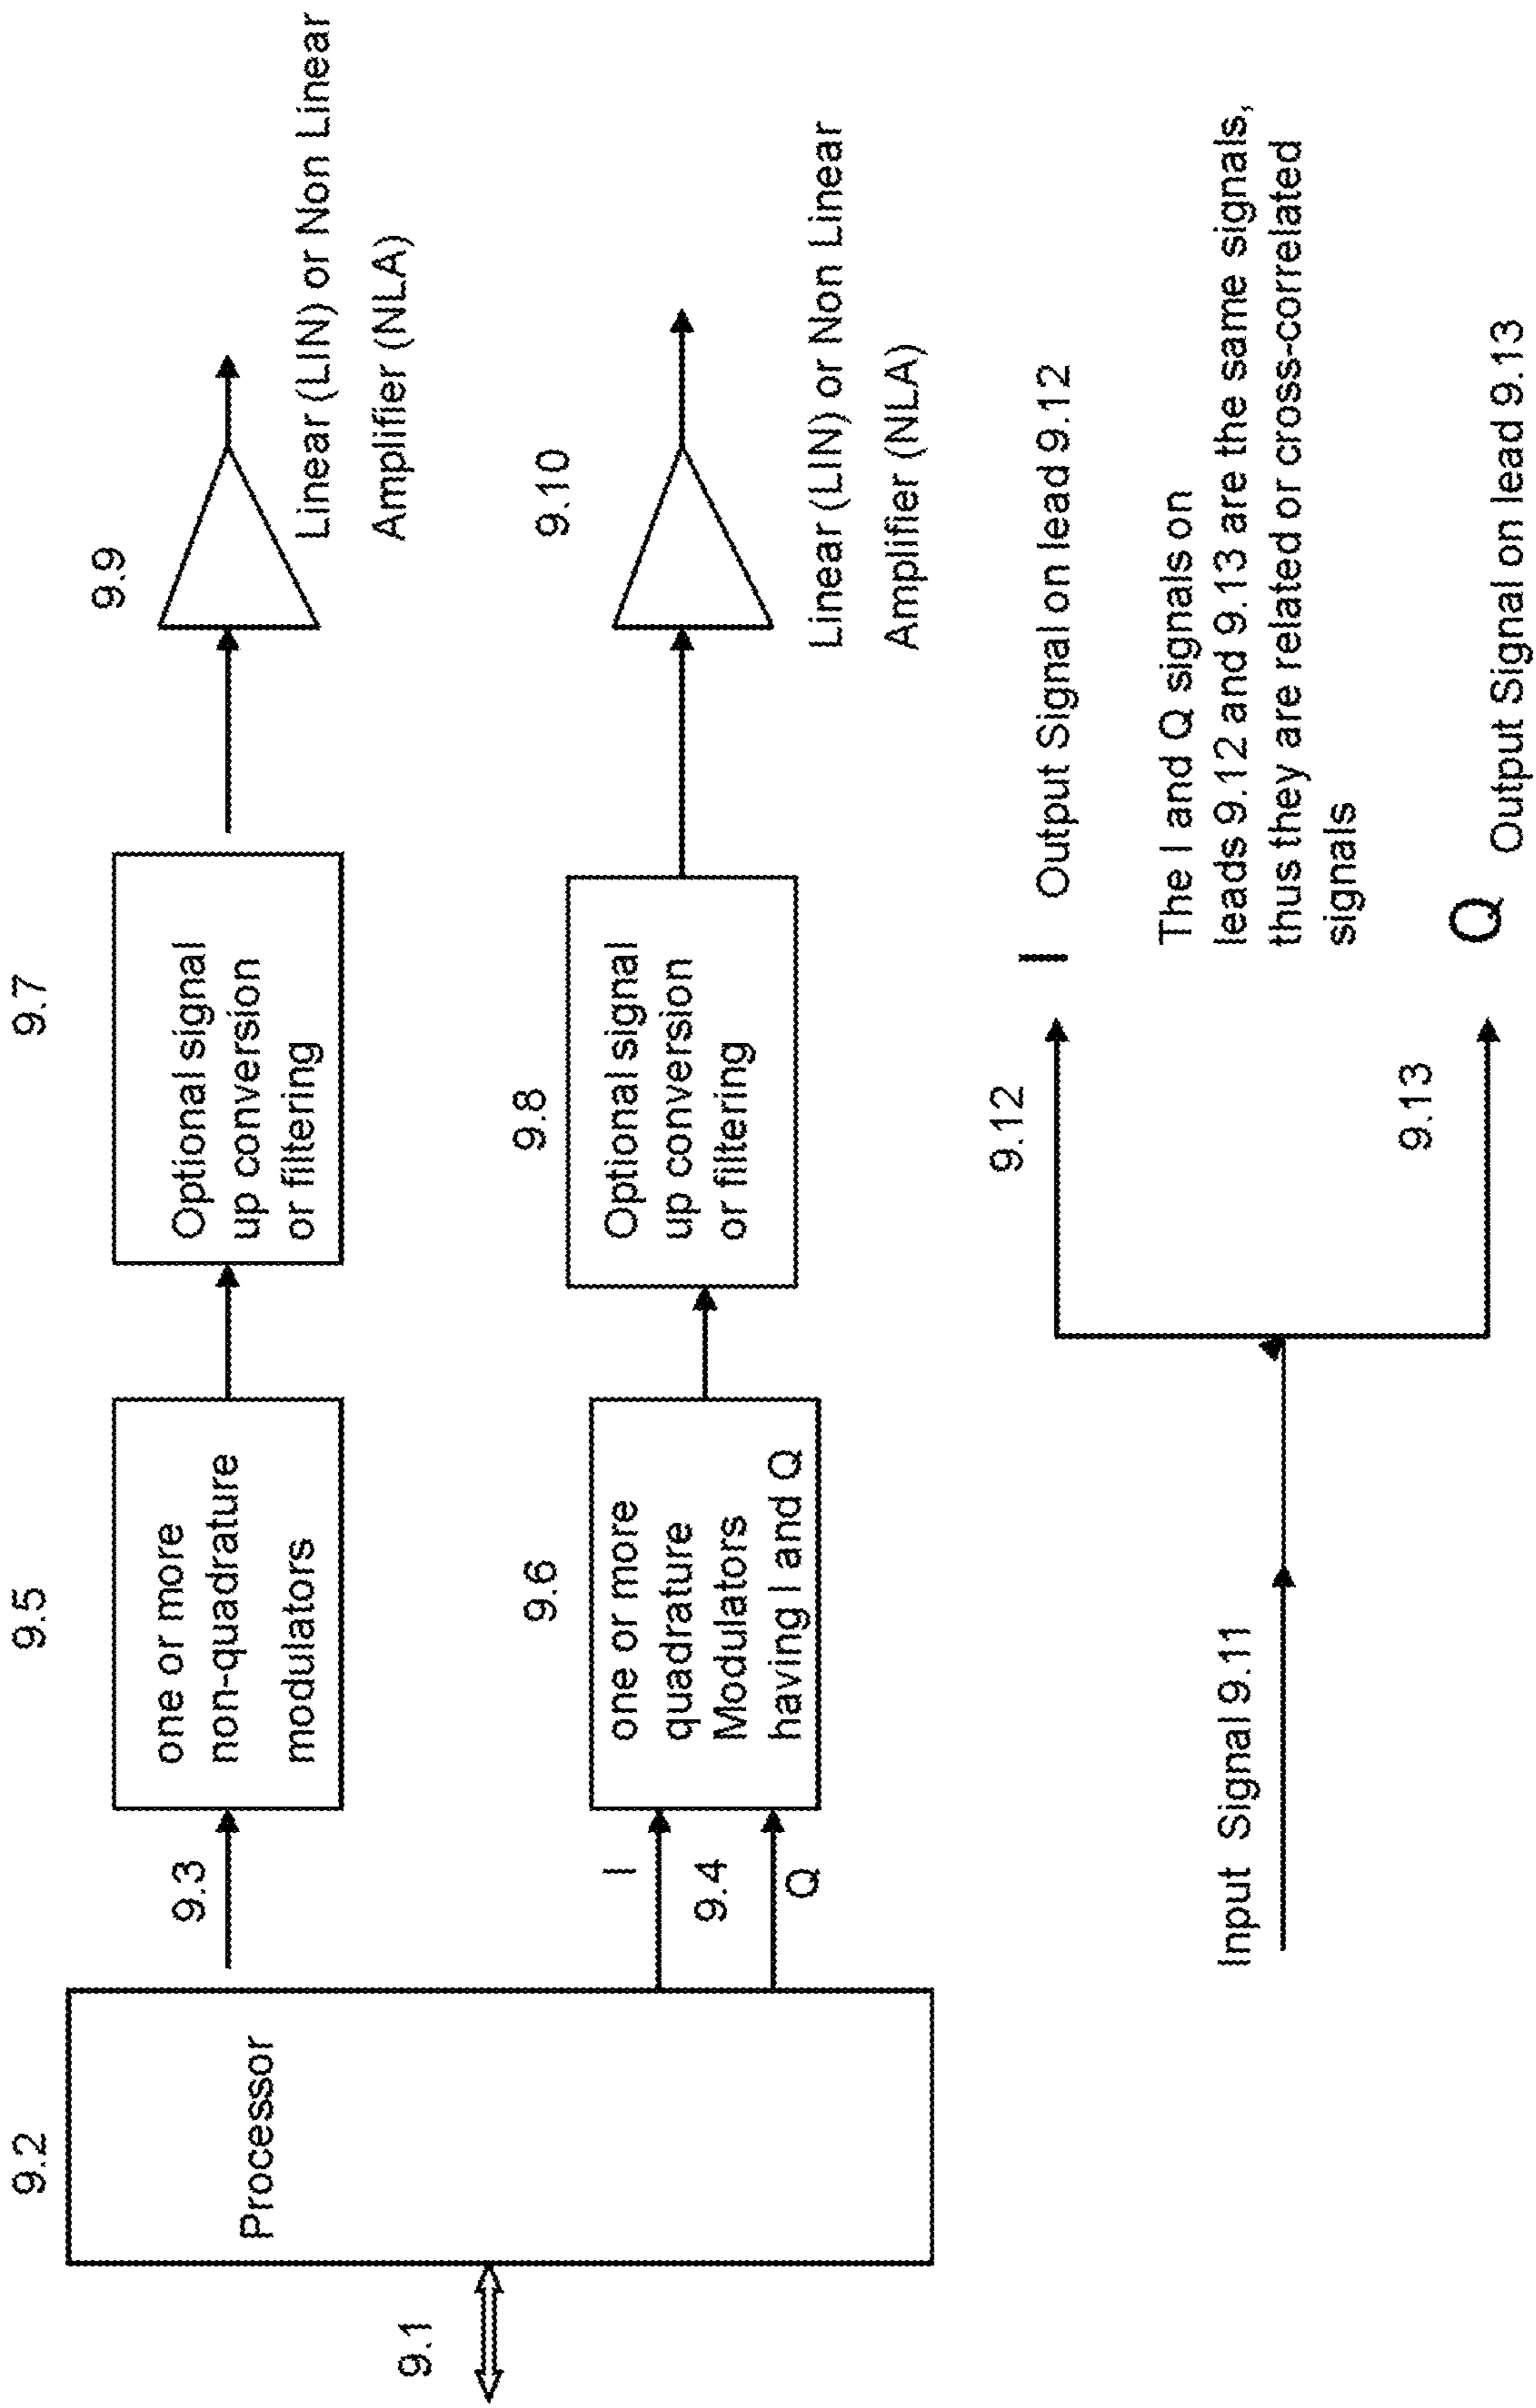 9.1
9.2
Processor
9.3
9.5
one or more
non-quadrature
modulators
9.7
Optional signal
up conversion
or filtering
9.9
Linear (LIN) or Non Linear
Amplifier (NLA)
I
9.4
Q
9.6
one or more
quadrature
Modulators
having I and Q
9.8
Optional signal
up conversion
or filtering
9.10
Linear (LIN) or Non Linear
Amplifier (NLA)
Input Signal 9.11
9.12
I Output Signal on lead 9.12
The I and Q signals on
leads 9.12 and 9.13 are the same signals,
thus they are related or cross-correlated
signals
9.13
Q Output Signal on lead 9.13